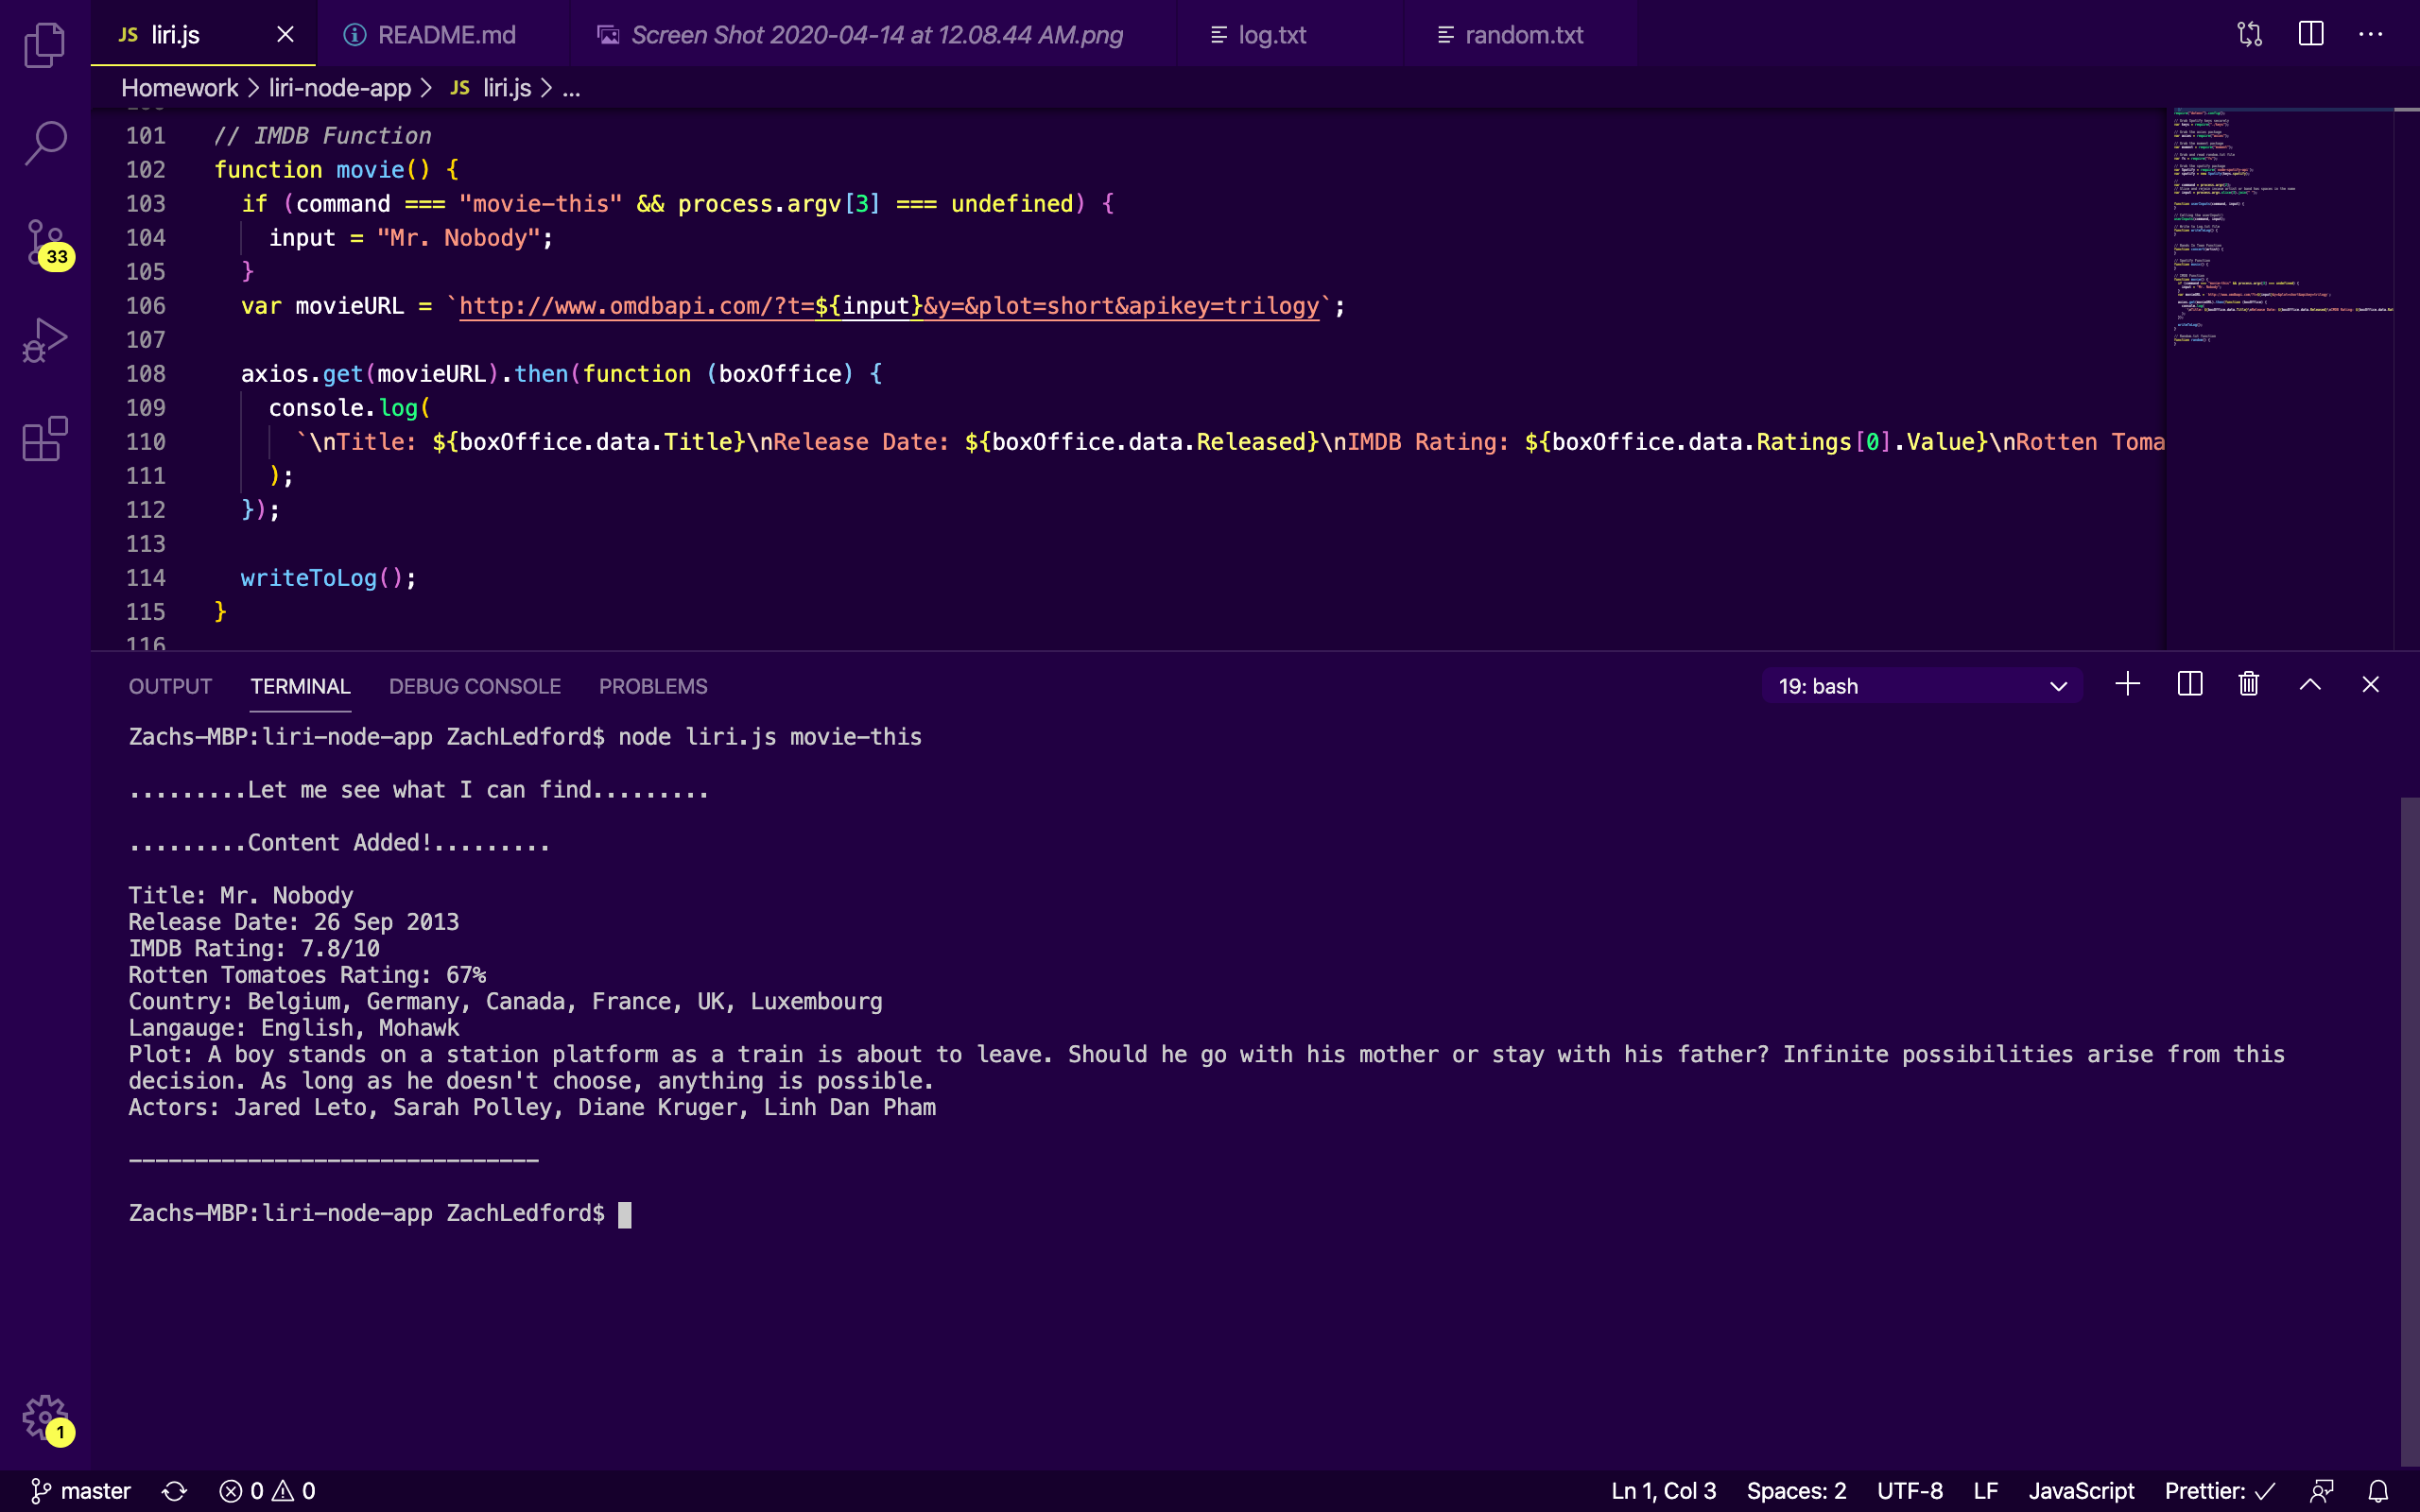 JS liri.js README.md Screen Shot 2020-04-14 at 12.08.44 AM.png log.txt random.txt
Homework > liri-node-app > JS liri.js > ...
101 // IMDB Function
102 function movie() {
103 if (command === "movie-this" && process.argv[3] === undefined) {
104 input = "Mr. Nobody";
105 }
106 var movieURL = `http://www.omdbapi.com/?t=${input}&y=&plot=short&apikey=trilogy`;
107
108 axios.get(movieURL).then(function (boxOffice) {
109 console.log(
110 `\nTitle: ${boxOffice.data.Title}\nRelease Date: ${boxOffice.data.Released}\nIMDB Rating: ${boxOffice.data.Ratings[0].Value}\nRotten Toma
111 );
112 });
113
114 writeToLog();
115 }
116
33
OUTPUT TERMINAL DEBUG CONSOLE PROBLEMS 19: bash
Zachs-MBP:liri-node-app ZachLedford$ node liri.js movie-this
.........Let me see what I can find.........
.........Content Added!.........
Title: Mr. Nobody
Release Date: 26 Sep 2013
IMDB Rating: 7.8/10
Rotten Tomatoes Rating: 67%
Country: Belgium, Germany, Canada, France, UK, Luxembourg
Langauge: English, Mohawk
Plot: A boy stands on a station platform as a train is about to leave. Should he go with his mother or stay with his father? Infinite possibilities arise from this
decision. As long as he doesn't choose, anything is possible.
Actors: Jared Leto, Sarah Polley, Diane Kruger, Linh Dan Pham
-------------------------------
Zachs-MBP:liri-node-app ZachLedford$
1
master 0 0 Ln 1, Col 3 Spaces: 2 UTF-8 LF JavaScript Prettier: ✓